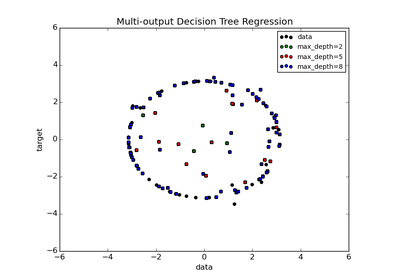 Multi-output Decision Tree Regression
data
max_depth=2
max_depth=5
max_depth=8
6
4
2
0
−2
−4
−6
target
−6 −4 −2 0 2 4 6
data